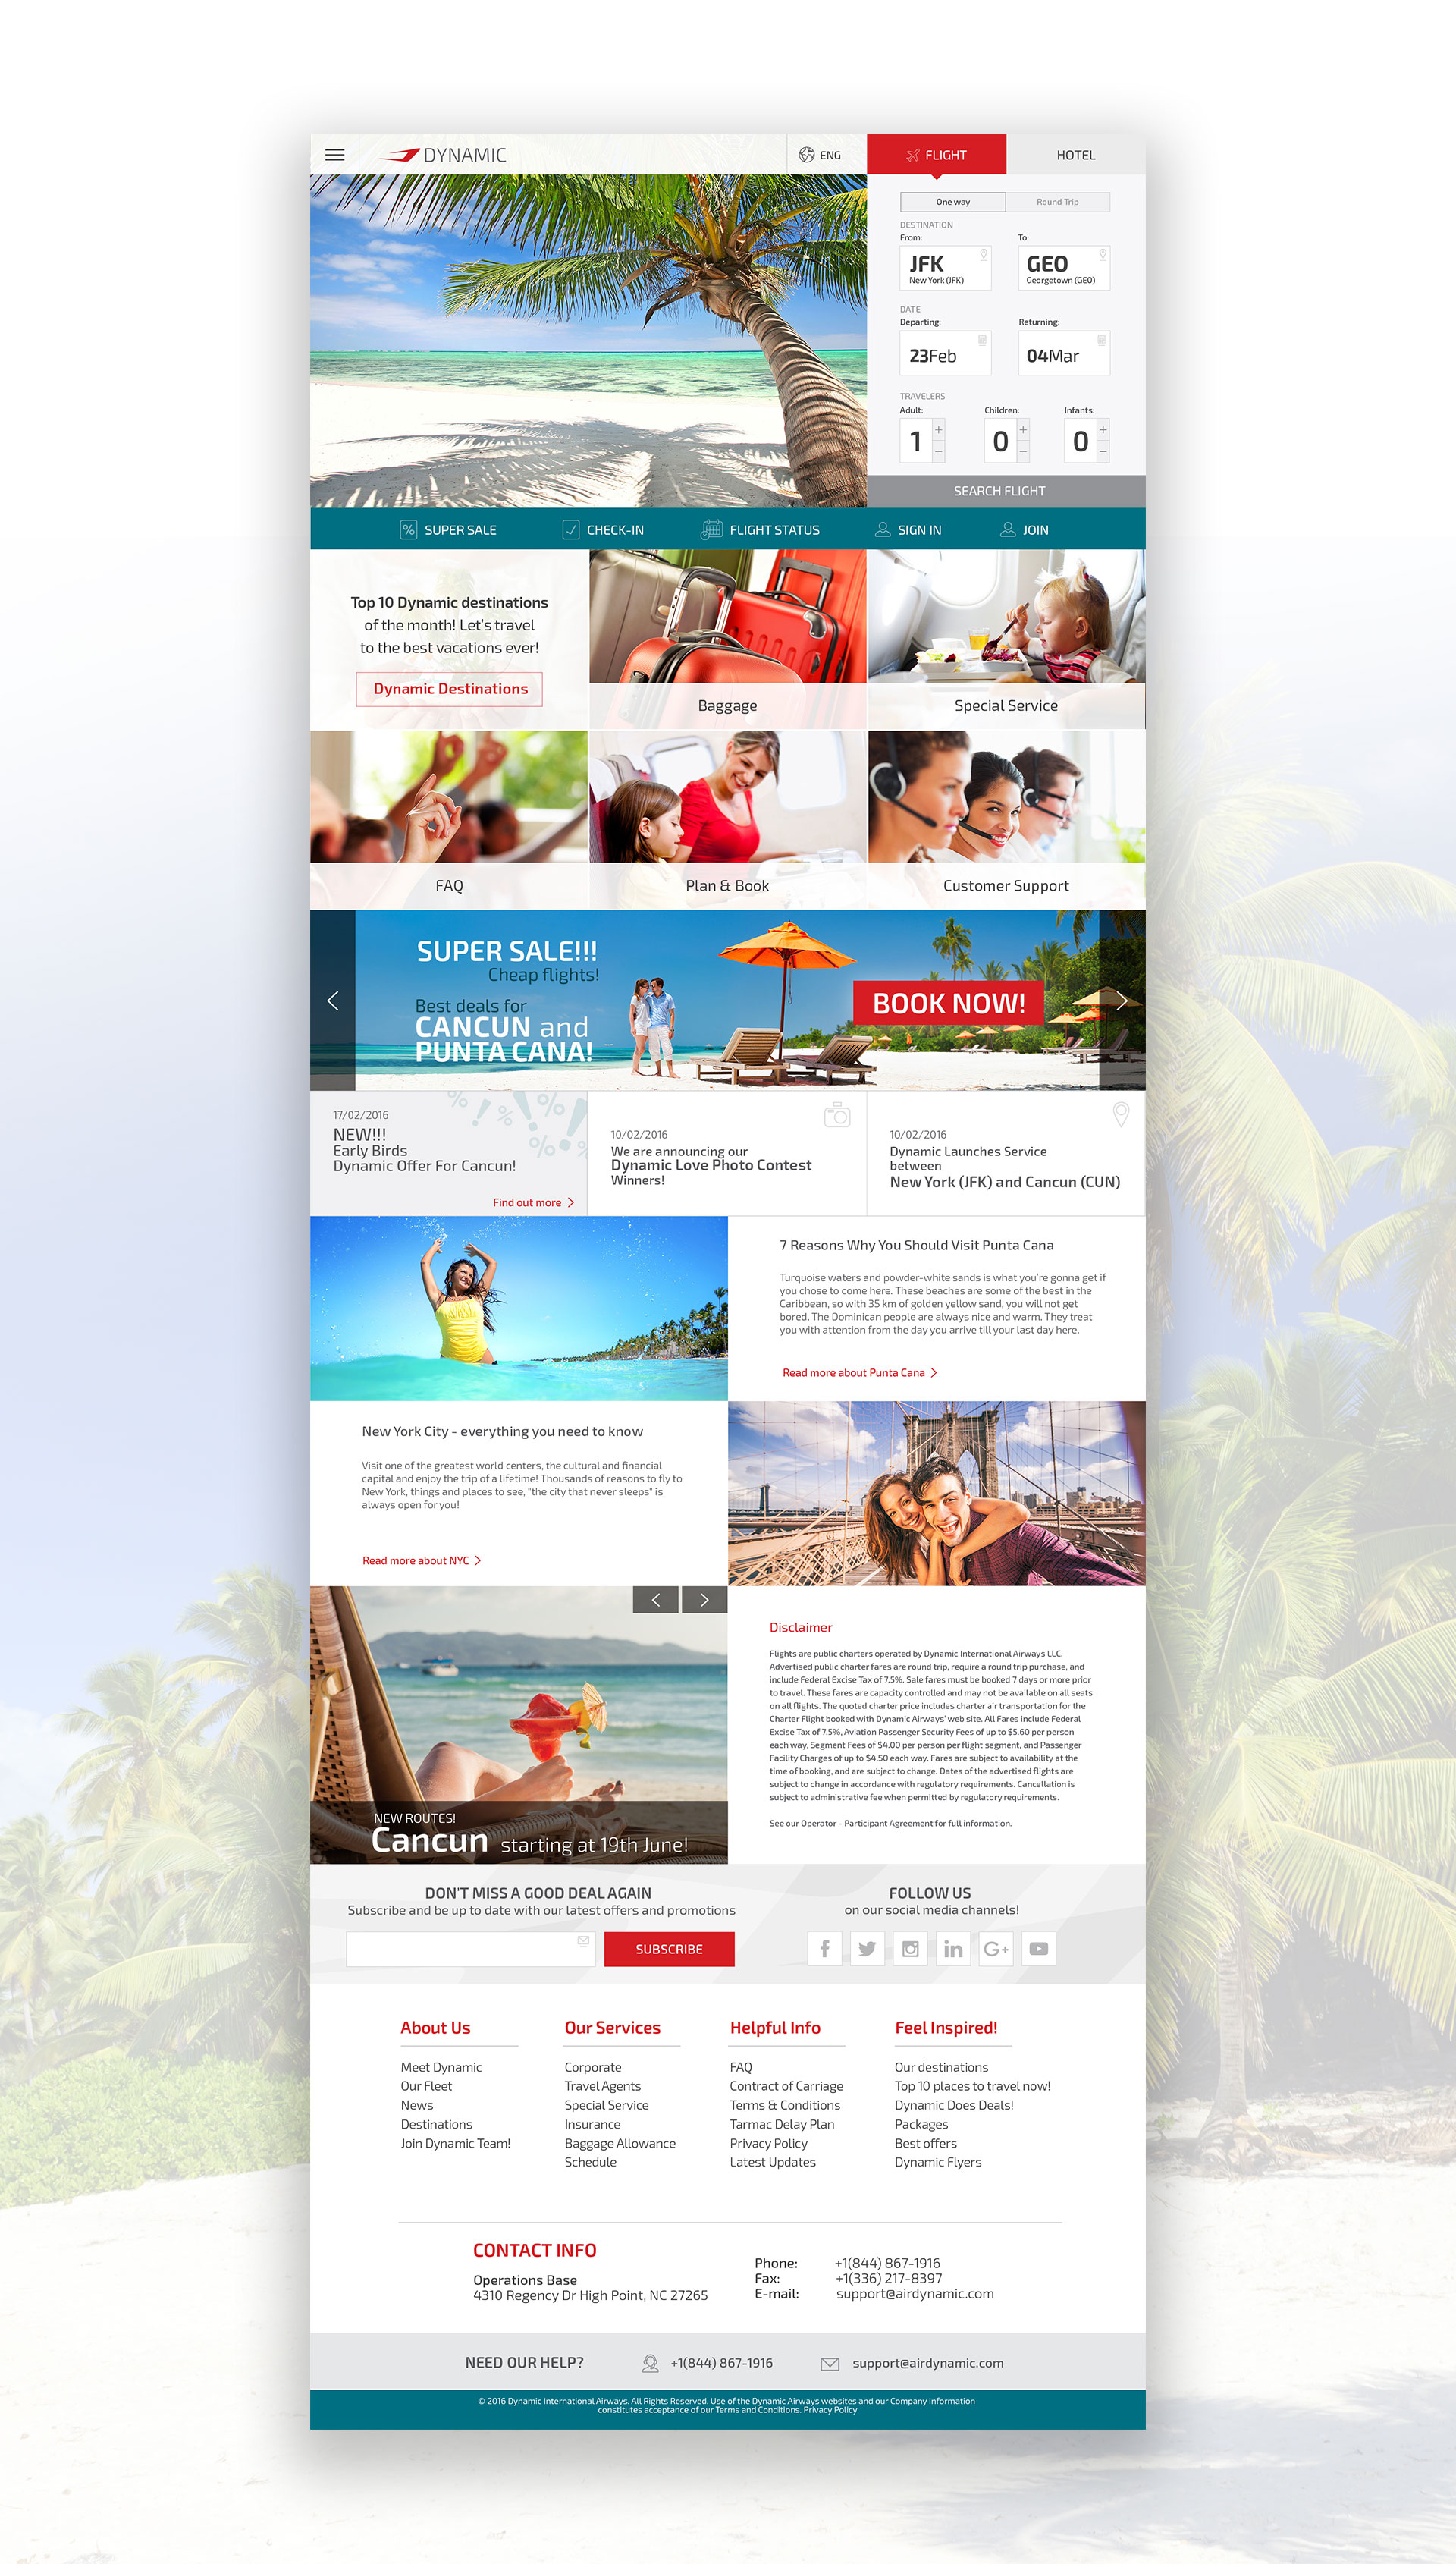 DYNAMIC
ENG
FLIGHT
HOTEL
One way
Round Trip
DESTINATION
From:
To:
JFK
New York (JFK)
GEO
Georgetown (GEO)
DATE
Departing:
Returning:
23Feb
04Mar
TRAVELERS
Adult:
Children:
Infants:
1
+
−
0
+
−
0
+
−
SEARCH FLIGHT
%
SUPER SALE
CHECK-IN
FLIGHT STATUS
SIGN IN
JOIN
Top 10 Dynamic destinations
of the month! Let's travel
to the best vacations ever!
Dynamic Destinations
Baggage
Special Service
FAQ
Plan & Book
Customer Support
SUPER SALE!!!
Cheap flights!
Best deals for
CANCUN and
PUNTA CANA!
BOOK NOW!
17/02/2016
NEW!!!
Early Birds
Dynamic Offer For Cancun!
Find out more
10/02/2016
We are announcing our
Dynamic Love Photo Contest
Winners!
10/02/2016
Dynamic Launches Service
between
New York (JFK) and Cancun (CUN)
7 Reasons Why You Should Visit Punta Cana
Turquoise waters and powder-white sands is what you're gonna get if
you chose to come here. These beaches are some of the best in the
Caribbean, so with 35 km of golden yellow sand, you will not get
bored. The Dominican people are always nice and warm. They treat
you with attention from the day you arrive till your last day here.
Read more about Punta Cana
New York City - everything you need to know
Visit one of the greatest world centers, the cultural and financial
capital and enjoy the trip of a lifetime! Thousands of reasons to fly to
New York, things and places to see, "the city that never sleeps" is
always open for you!
Read more about NYC
NEW ROUTES!
Cancun starting at 19th June!
Disclaimer
Flights are public charters operated by Dynamic International Airways LLC.
Advertised public charter fares are round trip, require a round trip purchase, and
include Federal Excise Tax of 7.5%. Sale fares must be booked 7 days or more prior
to travel. These fares are capacity controlled and may not be available on all seats
on all flights. The quoted charter price includes charter air transportation for the
Charter Flight booked with Dynamic Airways' web site. All Fares include Federal
Excise Tax of 7.5%, Aviation Passenger Security Fees of up to $5.60 per person
each way, Segment Fees of $4.00 per person per flight segment, and Passenger
Facility Charges of up to $4.50 each way. Fares are subject to availability at the
time of booking, and are subject to change. Dates of the advertised flights are
subject to change in accordance with regulatory requirements. Cancellation is
subject to administrative fee when permitted by regulatory requirements.
See our Operator - Participant Agreement for full information.
DON'T MISS A GOOD DEAL AGAIN
Subscribe and be up to date with our latest offers and promotions
SUBSCRIBE
FOLLOW US
on our social media channels!
f
in
G+
About Us
Meet Dynamic
Our Fleet
News
Destinations
Join Dynamic Team!
Our Services
Corporate
Travel Agents
Special Service
Insurance
Baggage Allowance
Schedule
Helpful Info
FAQ
Contract of Carriage
Terms & Conditions
Tarmac Delay Plan
Privacy Policy
Latest Updates
Feel Inspired!
Our destinations
Top 10 places to travel now!
Dynamic Does Deals!
Packages
Best offers
Dynamic Flyers
CONTACT INFO
Operations Base
4310 Regency Dr High Point, NC 27265
Phone: +1(844) 867-1916
Fax: +1(336) 217-8397
E-mail: support@airdynamic.com
NEED OUR HELP?
+1(844) 867-1916
support@airdynamic.com
© 2016 Dynamic International Airways. All Rights Reserved. Use of the Dynamic Airways websites and our Company Information
constitutes acceptance of our Terms and Conditions. Privacy Policy